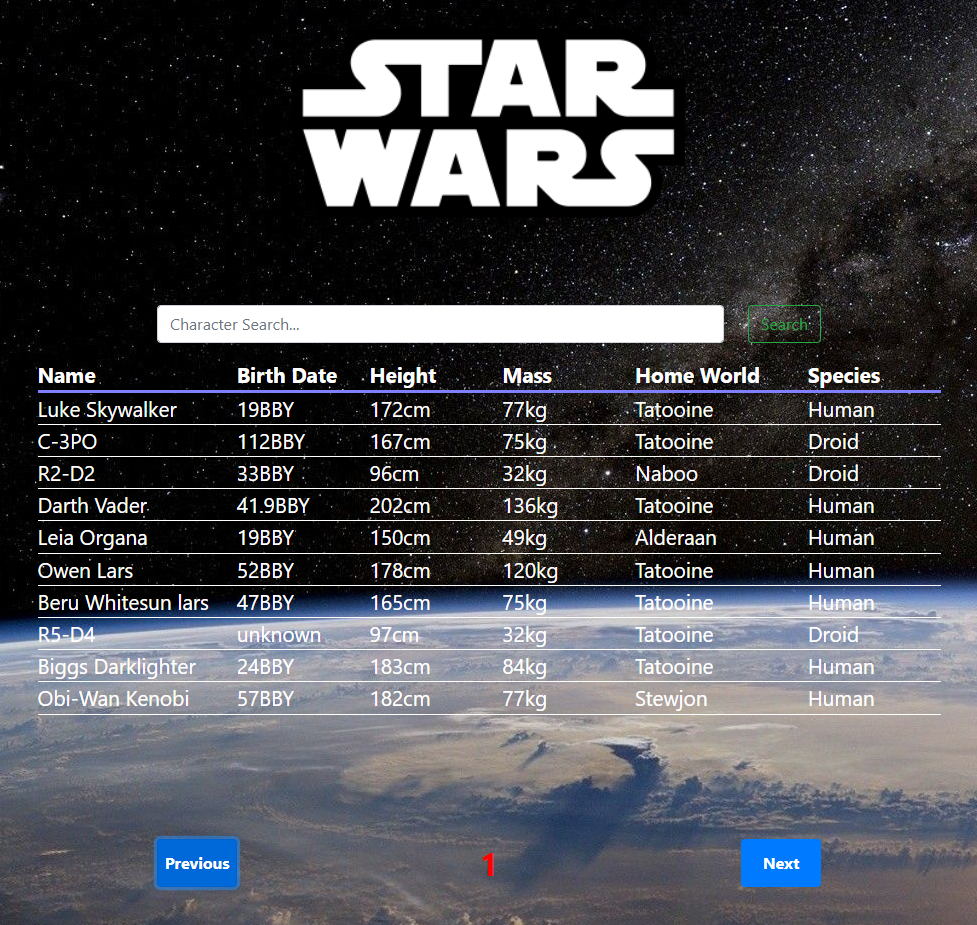 STAR
WARS
Character Search... Search
Name Birth Date Height Mass Home World Species
Luke Skywalker 19BBY 172cm 77kg Tatooine Human
C-3PO 112BBY 167cm 75kg Tatooine Droid
R2-D2 33BBY 96cm 32kg Naboo Droid
Darth Vader 41.9BBY 202cm 136kg Tatooine Human
Leia Organa 19BBY 150cm 49kg Alderaan Human
Owen Lars 52BBY 178cm 120kg Tatooine Human
Beru Whitesun lars 47BBY 165cm 75kg Tatooine Human
R5-D4 unknown 97cm 32kg Tatooine Droid
Biggs Darklighter 24BBY 183cm 84kg Tatooine Human
Obi-Wan Kenobi 57BBY 182cm 77kg Stewjon Human
Previous 1 Next